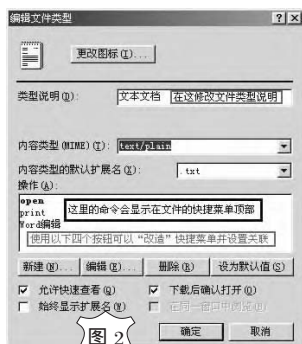 编辑文件类型
更改图标(I)...
类型说明(D): 文本文档 在这修改文件类型说明
内容类型(MIME)(T): text/plain
内容类型的默认扩展名(X): .txt
操作(A):
open
print
Word编辑
这里的命令会显示在文件的快捷菜单顶部
使用以下四个按钮可以“改造”快捷菜单并设置关联
新建(N)... 编辑(E)... 删除(R) 设为默认值(S)
允许快速查看(Q) 下载后确认打开(O)
始终显示扩展名(W) 在同一窗口中浏览(B)
图 2 确定 取消